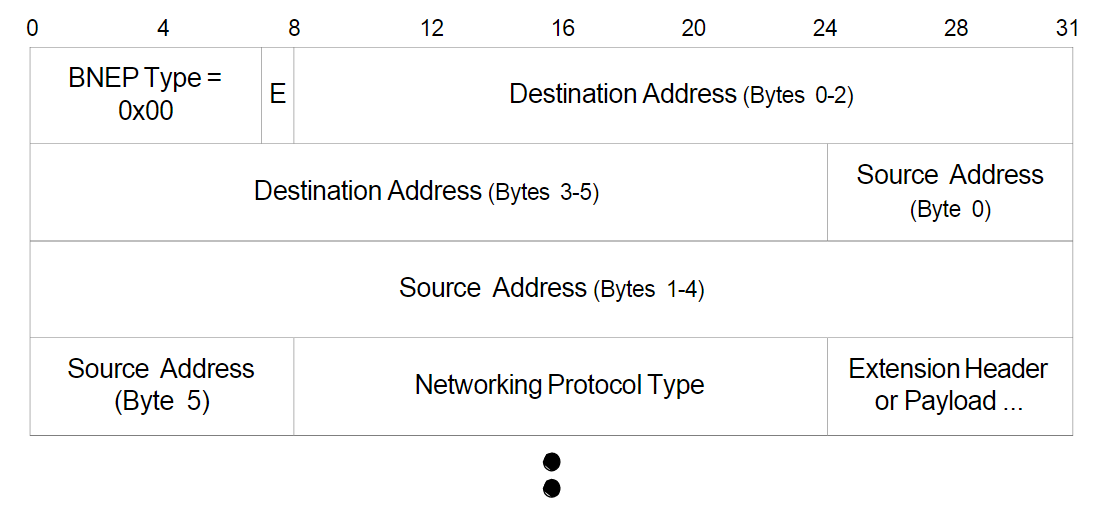 0 4 8 12 16 20 24 28 31
BNEP Type =
0x00
E
Destination Address (Bytes 0-2)
Destination Address (Bytes 3-5)
Source Address
(Byte 0)
Source Address (Bytes 1-4)
Source Address
(Byte 5)
Networking Protocol Type
Extension Header
or Payload ...